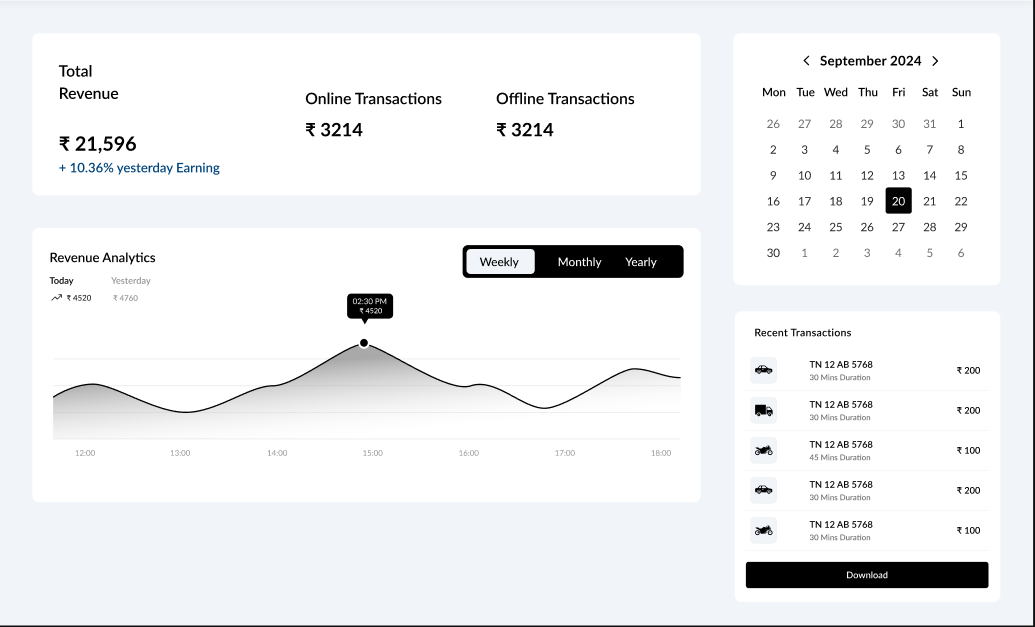 Total
Revenue
₹ 21,596
+ 10.36% yesterday Earning
Online Transactions
₹ 3214
Offline Transactions
₹ 3214
Revenue Analytics
Today Yesterday
₹ 4520 ₹ 4760
Weekly Monthly Yearly
02:30 PM
₹ 4520
12:00 13:00 14:00 15:00 16:00 17:00 18:00
September 2024
Mon Tue Wed Thu Fri Sat Sun
26 27 28 29 30 31 1
2 3 4 5 6 7 8
9 10 11 12 13 14 15
16 17 18 19 20 21 22
23 24 25 26 27 28 29
30 1 2 3 4 5 6
Recent Transactions
TN 12 AB 5768
30 Mins Duration
₹ 200
TN 12 AB 5768
30 Mins Duration
₹ 200
TN 12 AB 5768
45 Mins Duration
₹ 100
TN 12 AB 5768
30 Mins Duration
₹ 200
TN 12 AB 5768
30 Mins Duration
₹ 100
Download